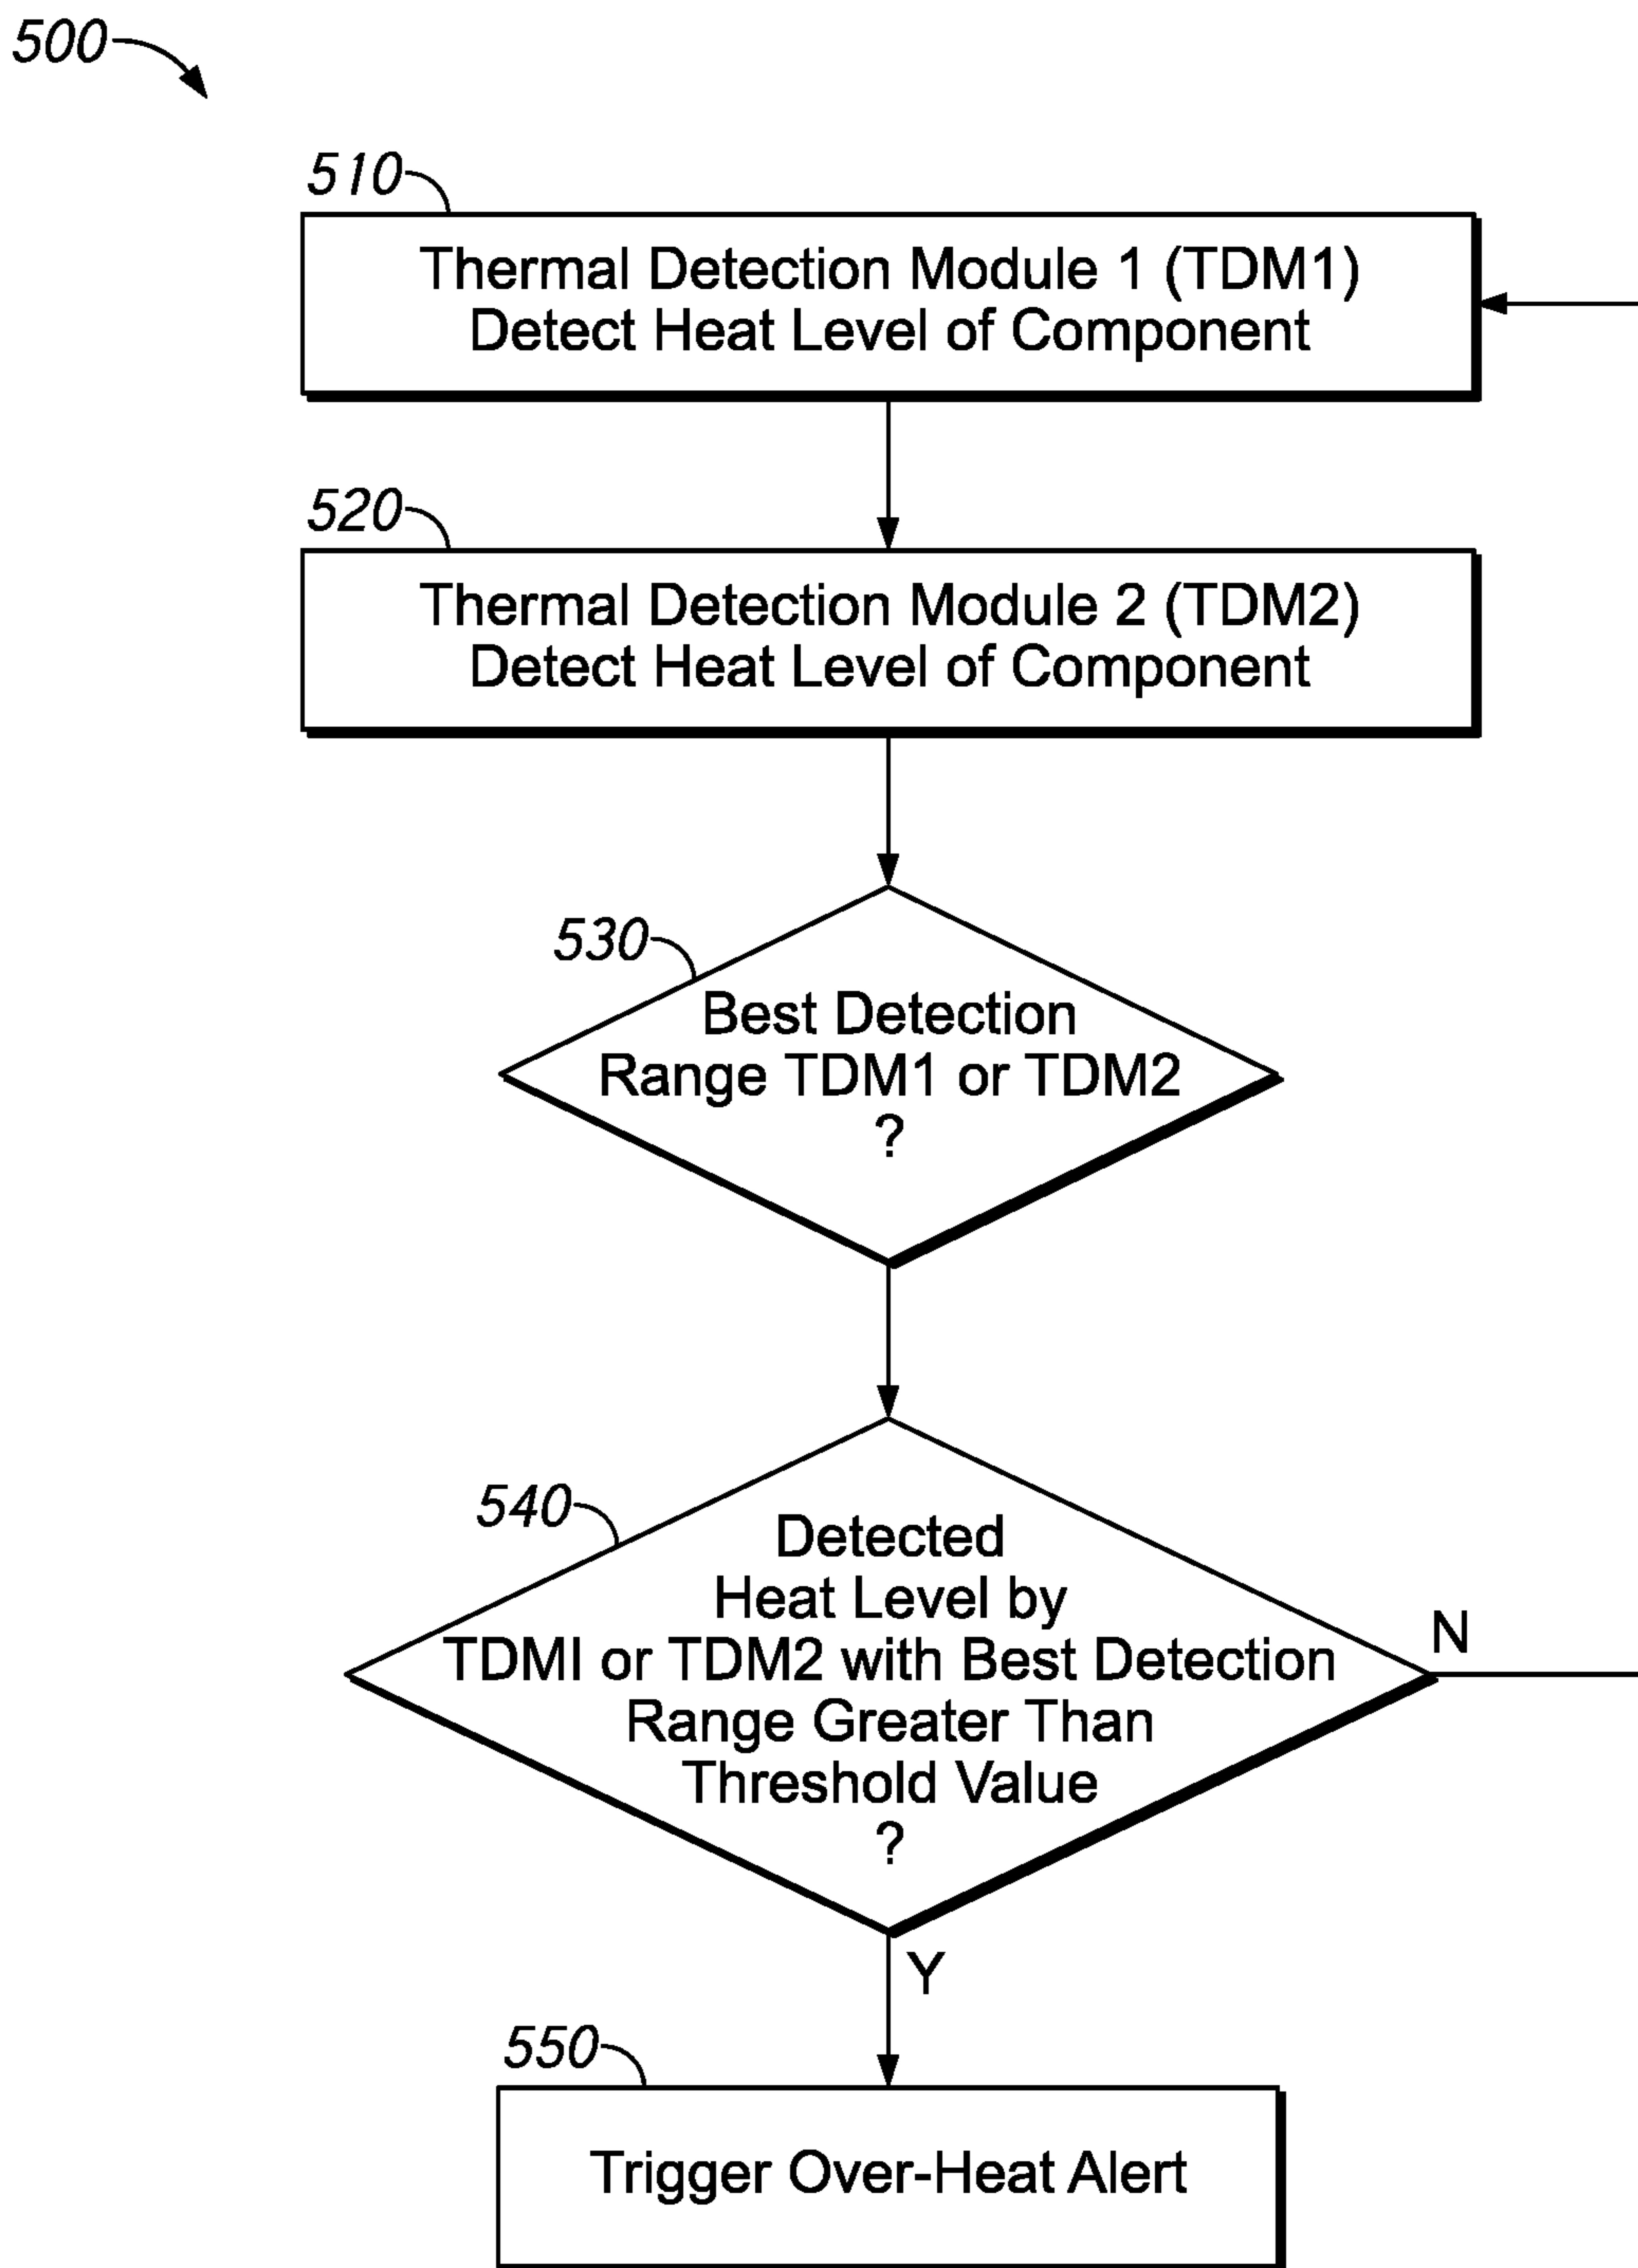 500
510
Thermal Detection Module 1 (TDM1)
Detect Heat Level of Component
520
Thermal Detection Module 2 (TDM2)
Detect Heat Level of Component
530
Best Detection
Range TDM1 or TDM2
?
540
Detected
Heat Level by
TDMI or TDM2 with Best Detection
Range Greater Than
Threshold Value
?
N
Y
550
Trigger Over-Heat Alert